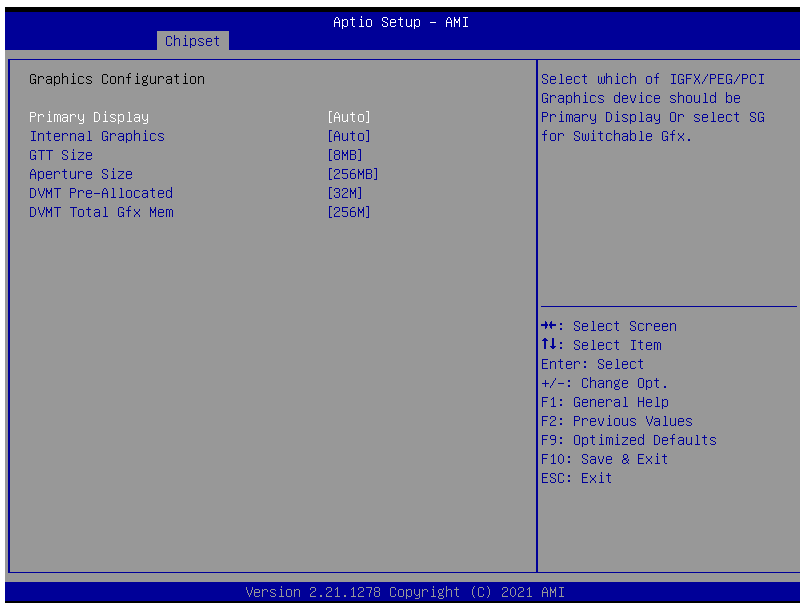 Aptio Setup – AMI
Chipset
Graphics Configuration
Primary Display [Auto]
Internal Graphics [Auto]
GTT Size [8MB]
Aperture Size [256MB]
DVMT Pre-Allocated [32M]
DVMT Total Gfx Mem [256M]
Select which of IGFX/PEG/PCI
Graphics device should be
Primary Display Or select SG
for Switchable Gfx.
→←: Select Screen
↑↓: Select Item
Enter: Select
+/-: Change Opt.
F1: General Help
F2: Previous Values
F9: Optimized Defaults
F10: Save & Exit
ESC: Exit
Version 2.21.1278 Copyright (C) 2021 AMI